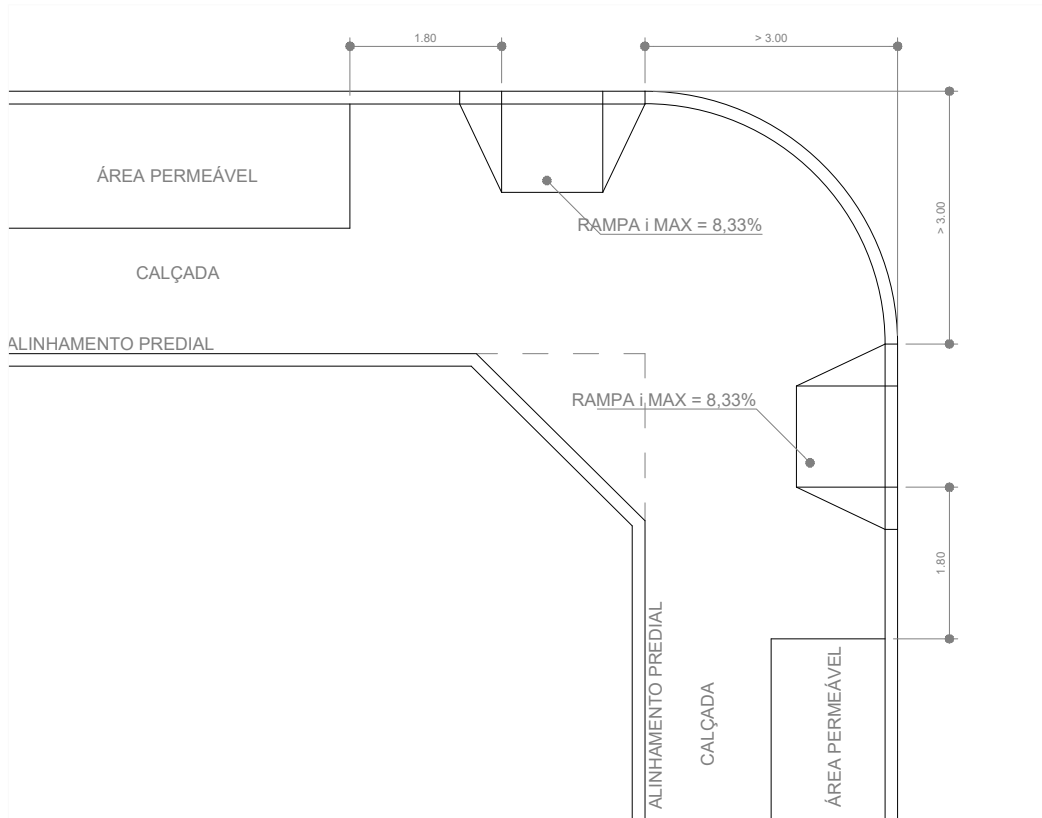 1.80
> 3.00
ÁREA PERMEÁVEL
RAMPA i MAX = 8,33%
> 3.00
CALÇADA
ALINHAMENTO PREDIAL
RAMPA i MAX = 8,33%
1.80
ALINHAMENTO PREDIAL
CALÇADA
ÁREA PERMEÁVEL